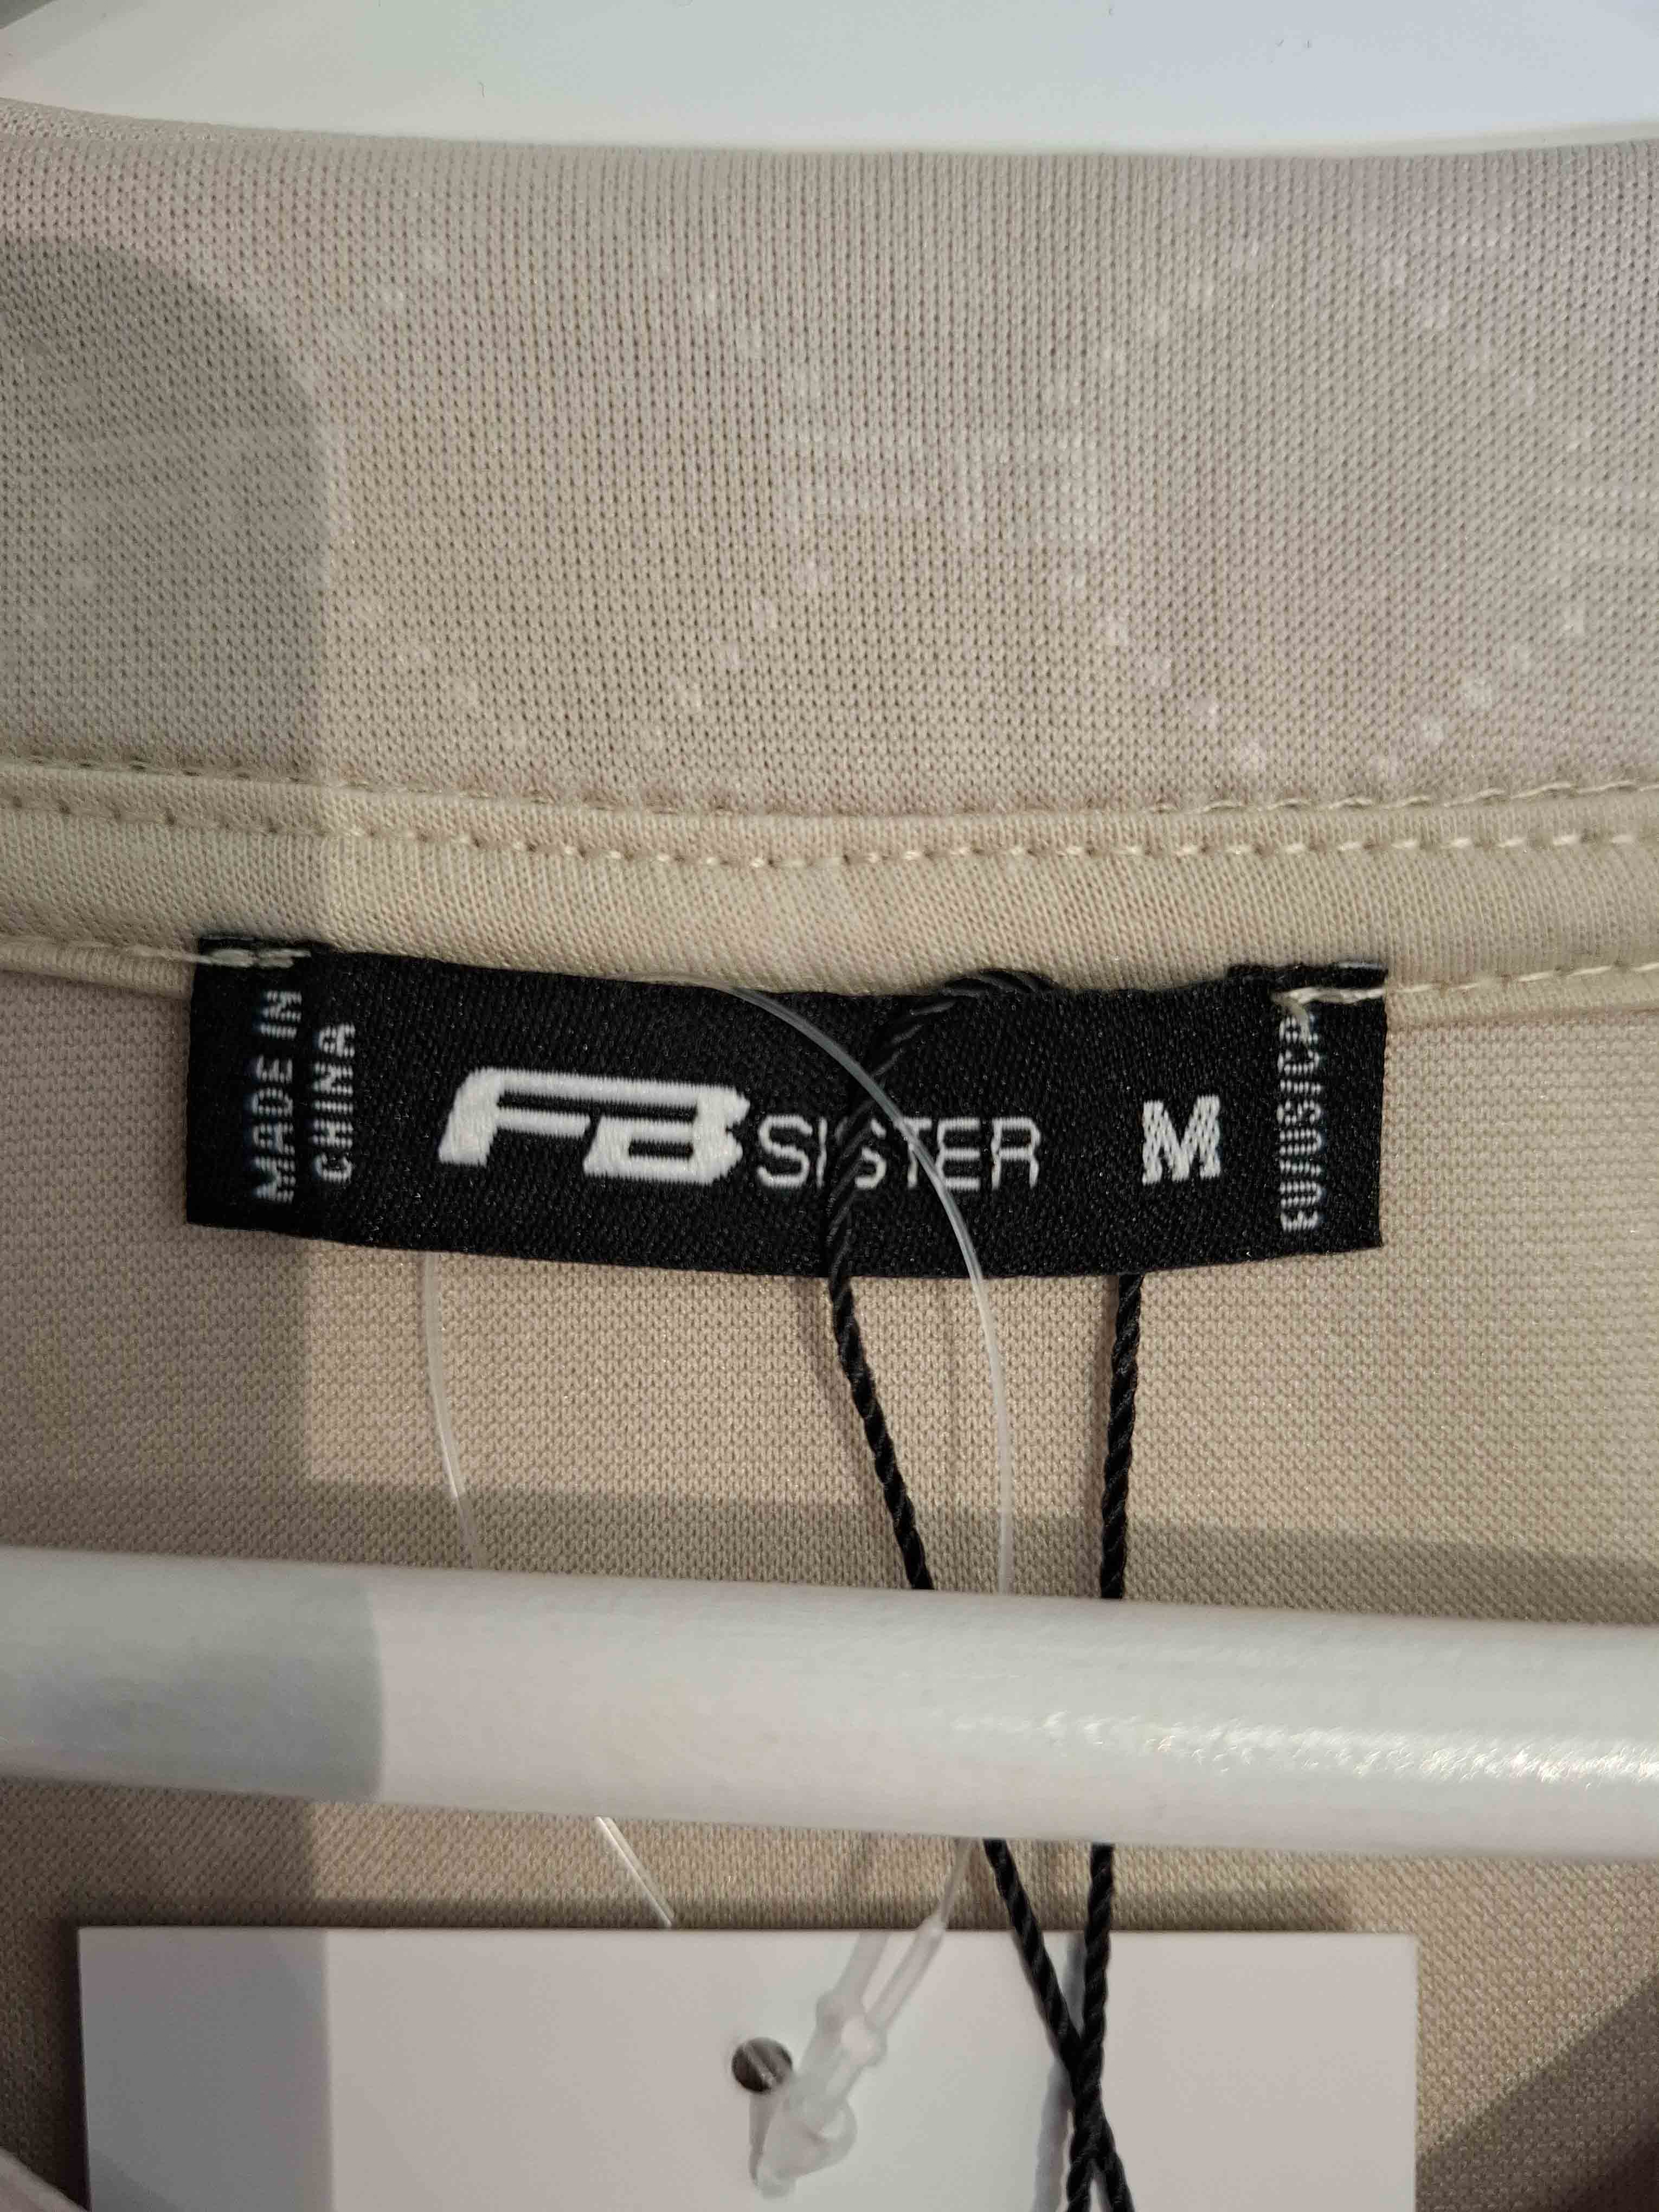 MADE IN
CHINA
FB SISTER
M
EU/US/CA